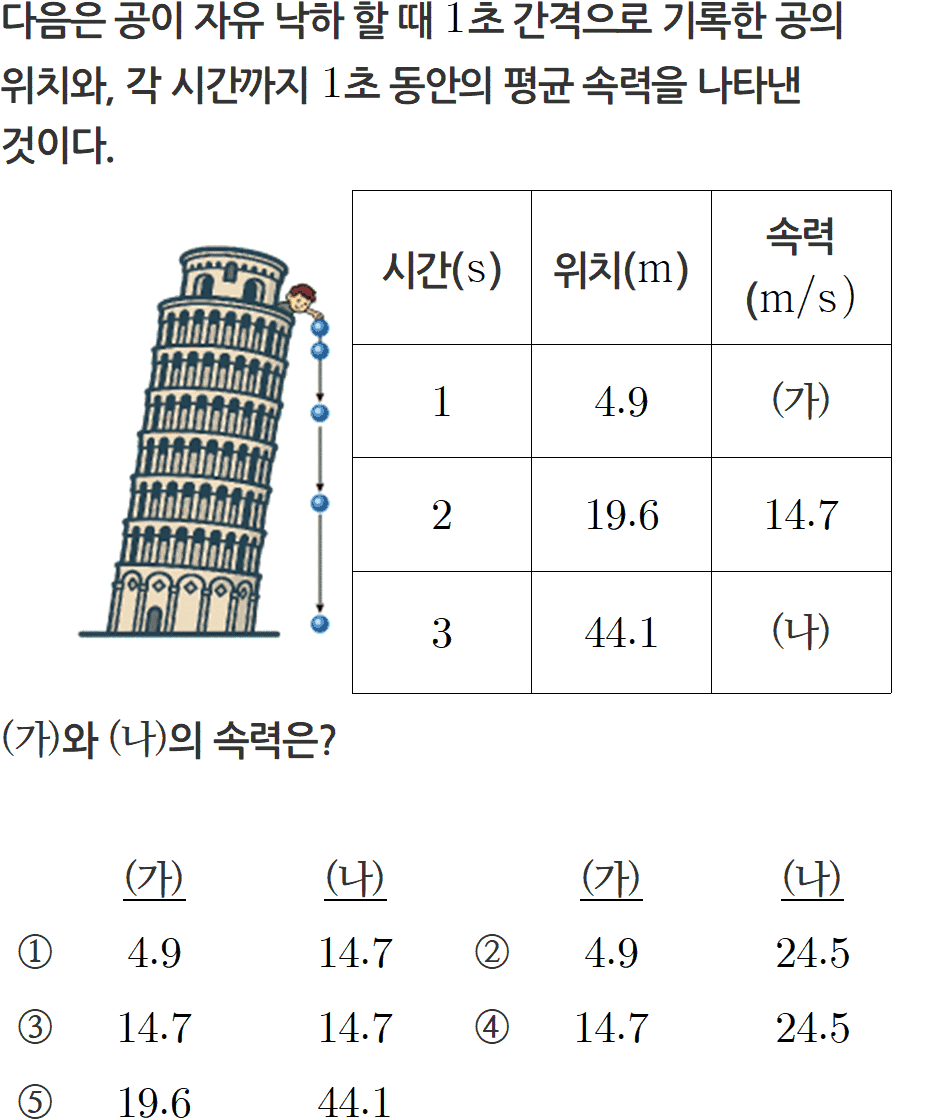 다음은 공이 자유 낙하 할 때 1초 간격으로 기록한 공의
위치와, 각 시간까지 1초 동안의 평균 속력을 나타낸
것이다.
시간(s) 위치(m) 속력
(m/s)
1 4.9 (가)
2 19.6 14.7
3 44.1 (나)
(가)와 (나)의 속력은?
(가) (나) (가) (나)
① 4.9 14.7 ② 4.9 24.5
③ 14.7 14.7 ④ 14.7 24.5
⑤ 19.6 44.1